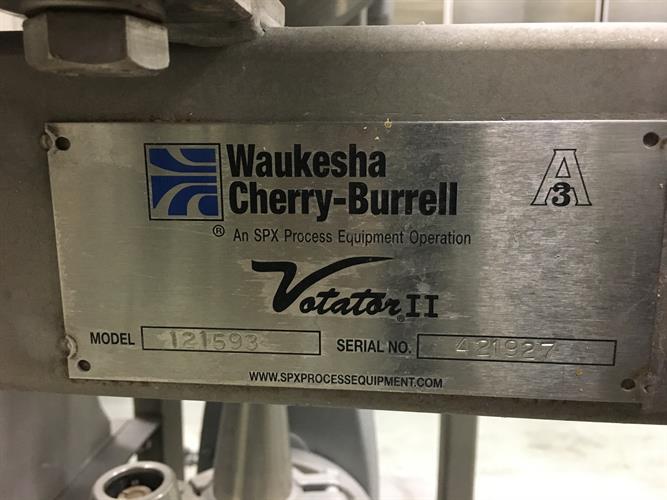 Waukesha
Cherry-Burrell
® An SPX Process Equipment Operation
A
3
Votator® II
MODEL 121593
SERIAL NO. 421927
WWW.SPXPROCESSEQUIPMENT.COM